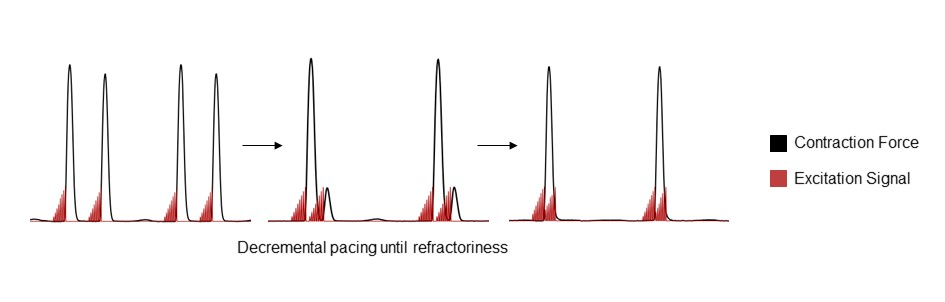 Contraction Force
Excitation Signal
Decremental pacing until refractoriness